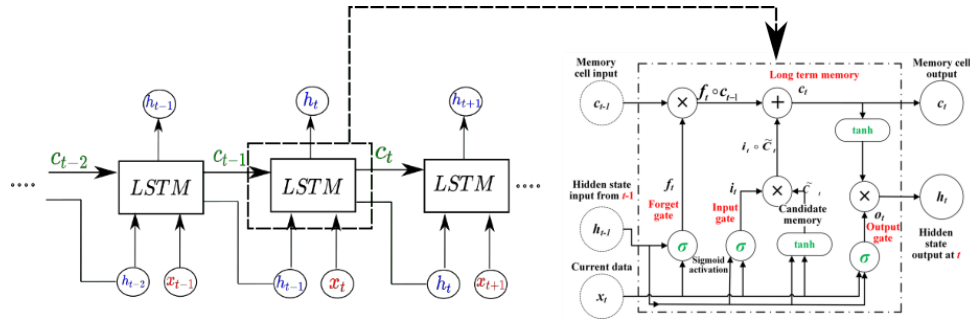 h_{t-1}
h_t
h_{t+1}
c_{t-2}
c_{t-1}
c_t
....
LSTM
LSTM
LSTM
....
h_{t-2}
x_{t-1}
h_{t-1}
x_t
h_t
x_{t+1}
Memory
cell input
Long term memory
Memory cell
output
c_{t-1}
×
f_t ∘ c_{t-1}
+
c_t
c_t
tanh
i_t ∘ c̃_t
Hidden state
input from t-1
f_t
Forget
gate
i_t
Input
gate
×
c̃_t
Candidate
memory
×
o_t
Output
gate
h_t
Hidden
state
output at t
h_{t-1}
σ
Sigmoid
activation
σ
tanh
σ
Current data
x_t